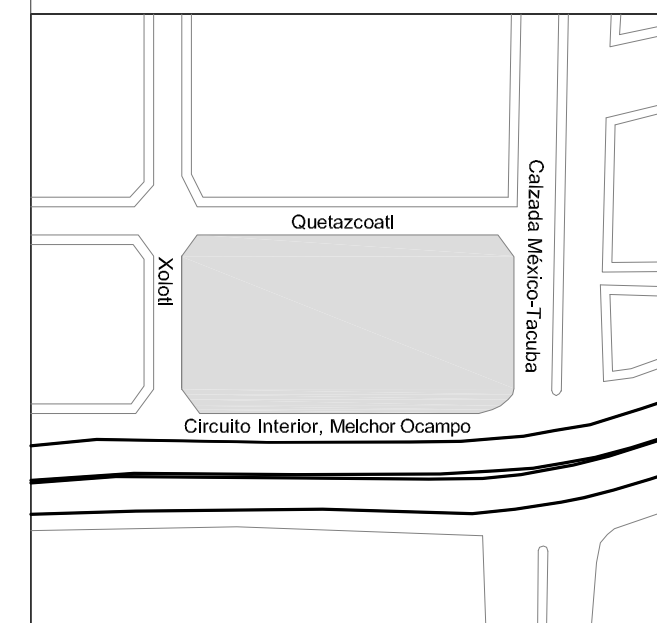 Quetazcoatl
Calzada México-Tacuba
Xolotl
Circuito Interior, Melchor Ocampo